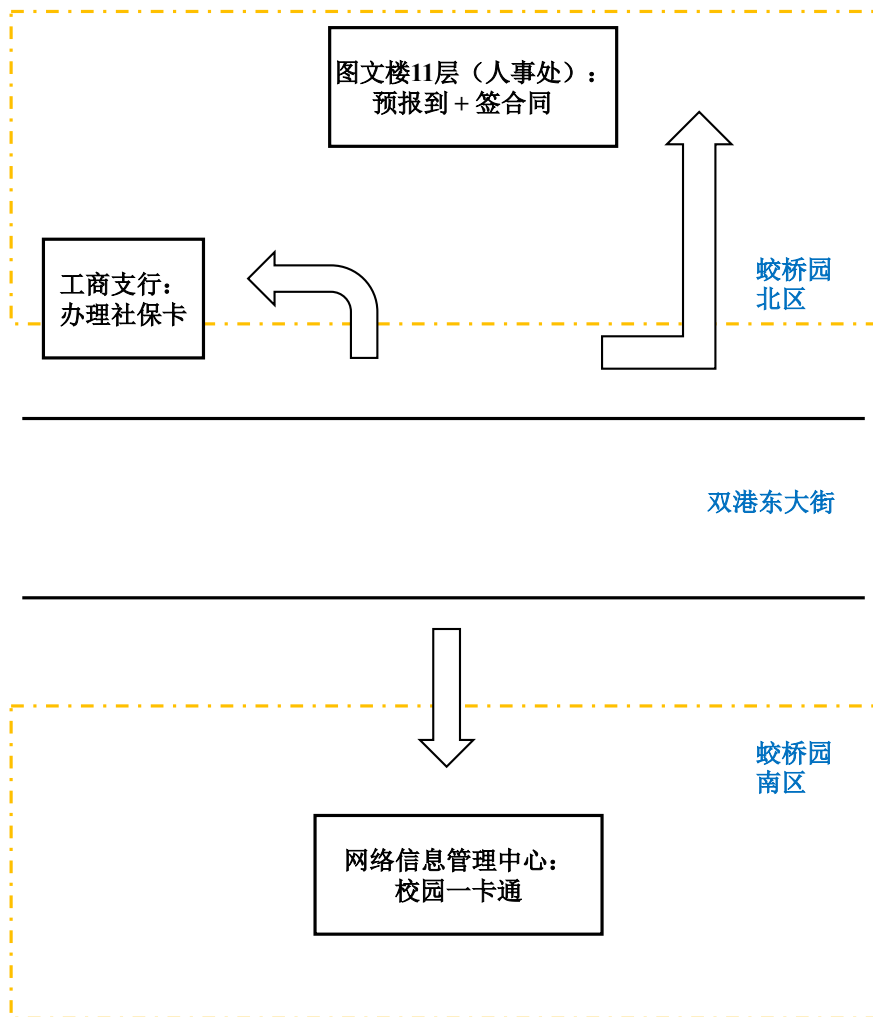 图文楼11层（人事处）：
预报到 + 签合同
工商支行：
办理社保卡
蛟桥园
北区
双港东大街
蛟桥园
南区
网络信息管理中心：
校园一卡通